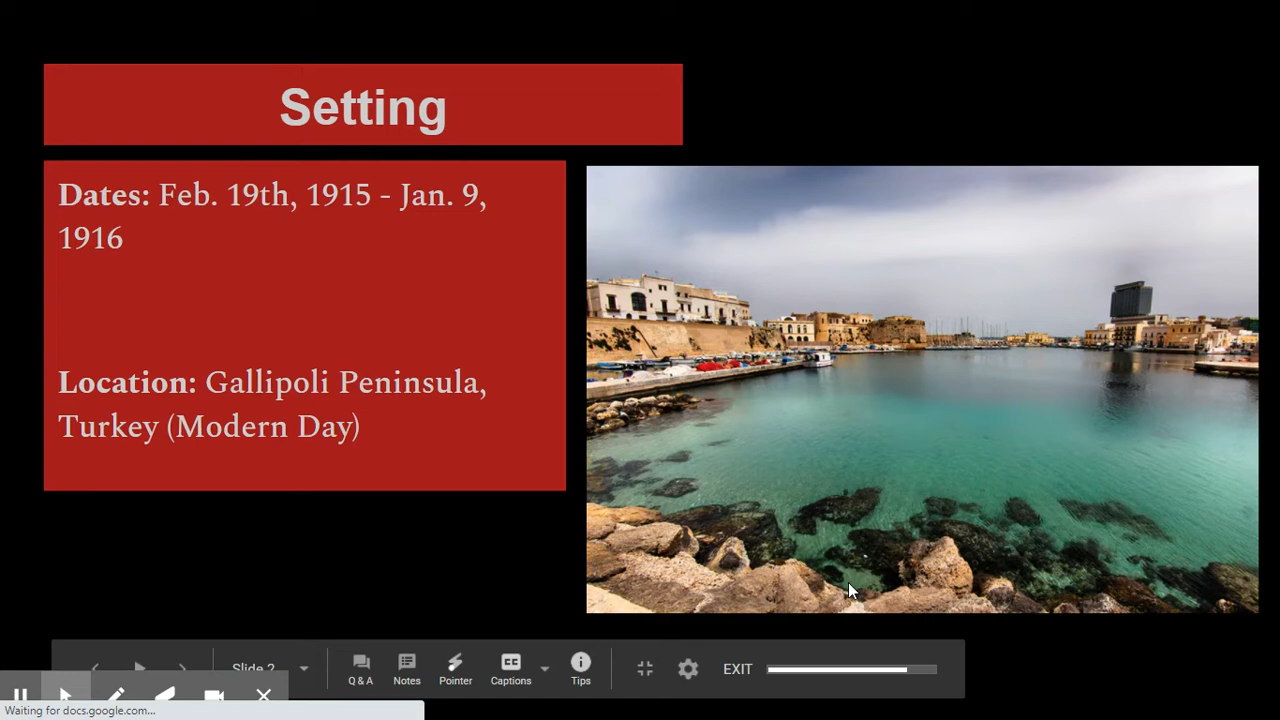 Setting
Dates: Feb. 19th, 1915 - Jan. 9,
1916
Location: Gallipoli Peninsula,
Turkey (Modern Day)
Slide 2
Q & A
Notes
Pointer
CC
Captions
Tips
EXIT
Waiting for docs.google.com...